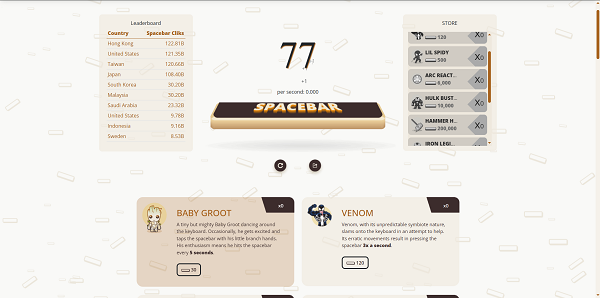 Leaderboard
Country Spacebar Cliks
Hong Kong 122.81B
United States 121.35B
Taiwan 120.66B
Japan 108.40B
South Korea 30.20B
Malaysia 30.20B
Saudi Arabia 23.32B
United States 9.78B
Indonesia 9.16B
Sweden 8.53B
77
+1
per second: 0.000
SPACEBAR
STORE
120 X0
LIL SPIDY
500 X0
ARC REACT...
6,000 X0
HULK BUST...
10,000 X0
HAMMER H...
200,000 X0
IRON LEGI...
x0
BABY GROOT
A tiny but mighty Baby Groot dancing around
the keyboard. Occasionally, he gets excited and
taps the spacebar with his little branch hands.
His enthusiasm means he hits the spacebar
every 5 seconds.
30
x0
VENOM
Venom, with its unpredictable symbiote nature,
slams onto the keyboard in an attempt to help.
Its erratic movements result in pressing the
spacebar 3x a second.
120